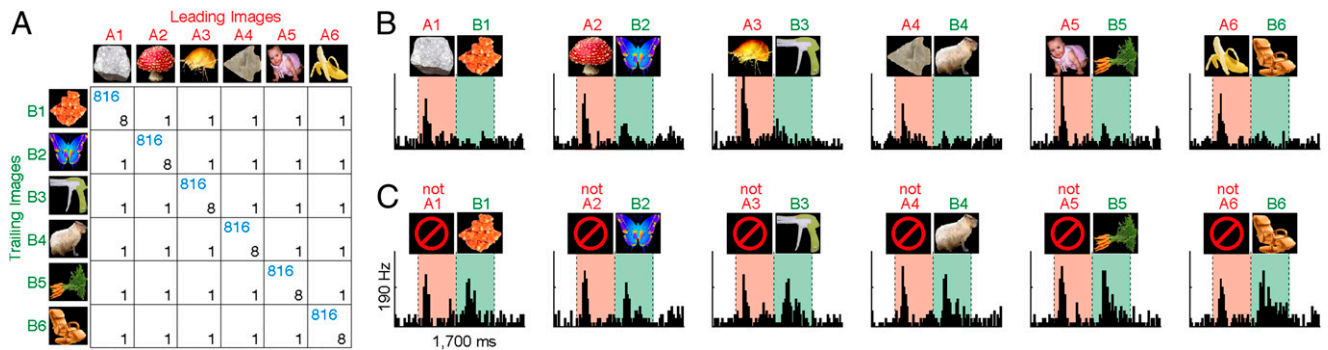 A
Leading Images
A1 A2 A3 A4 A5 A6
Trailing Images
B1
816
8 1 1 1 1 1
B2
816
1 8 1 1 1 1
B3
816
1 1 8 1 1 1
B4
816
1 1 1 8 1 1
B5
816
1 1 1 1 8 1
B6
816
1 1 1 1 1 8
B
A1 B1 A2 B2 A3 B3 A4 B4 A5 B5 A6 B6
C
not not not not not not
A1 B1 A2 B2 A3 B3 A4 B4 A5 B5 A6 B6
190 Hz
1,700 ms